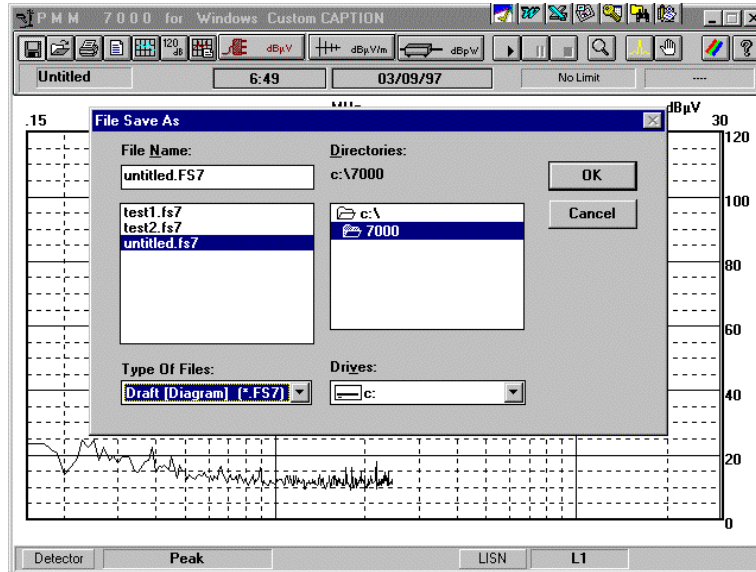 PMM 7000 for Windows Custom CAPTION
120 dB
dBµV
dBµV/m
dBpW
Untitled
6:49
03/09/97
No Limit
----
dBµV
.15
30
File Save As
File Name:
Directories:
untitled.FS7
c:\7000
OK
test1.fs7
test2.fs7
untitled.fs7
c:\
7000
Cancel
Type Of Files:
Drives:
Draft [Diagram] (*.FS7)
c:
120
100
80
60
40
20
0
Detector
Peak
LISN
L1